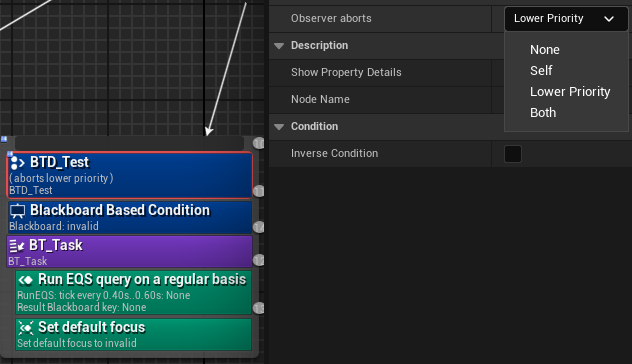 Observer aborts
Lower Priority
None
Self
Lower Priority
Both
Description
Show Property Details
Node Name
Condition
Inverse Condition
BTD_Test
( aborts lower priority )
BTD_Test
Blackboard Based Condition
Blackboard: invalid
BT_Task
BT_Task
Run EQS query on a regular basis
RunEQS: tick every 0.40s..0.60s: None
Result Blackboard key: None
Set default focus
Set default focus to invalid